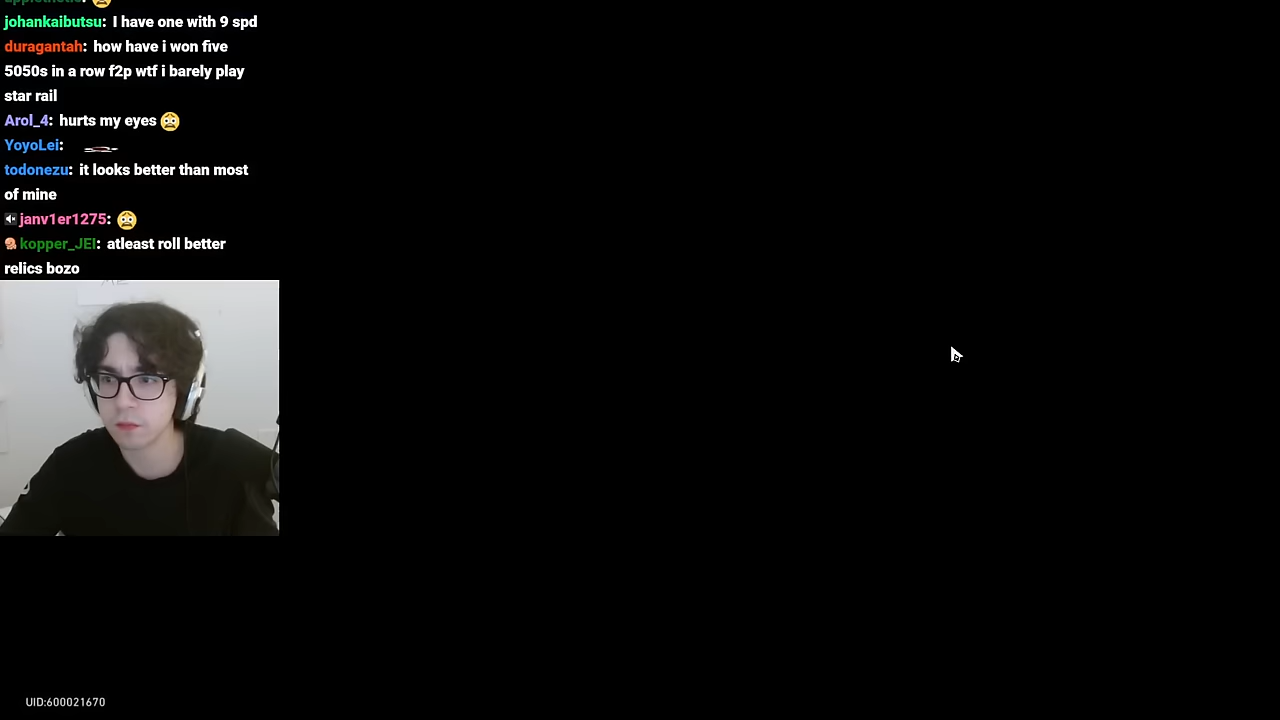 johankaibutsu: I have one with 9 spd
duragantah: how have i won five
5050s in a row f2p wtf i barely play
star rail
Arol_4: hurts my eyes
YoyoLei:
todonezu: it looks better than most
of mine
janv1er1275:
kopper_JEI: atleast roll better
relics bozo
UID:600021670